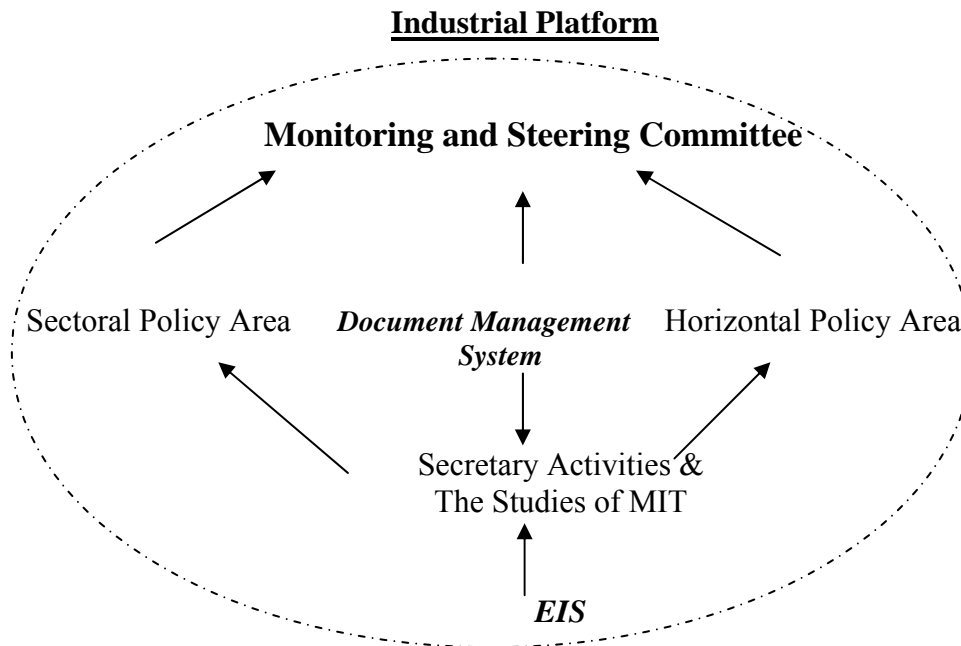 Industrial Platform
Monitoring and Steering Committee
Sectoral Policy Area
Document Management
System
Horizontal Policy Area
Secretary Activities &
The Studies of MIT
EIS